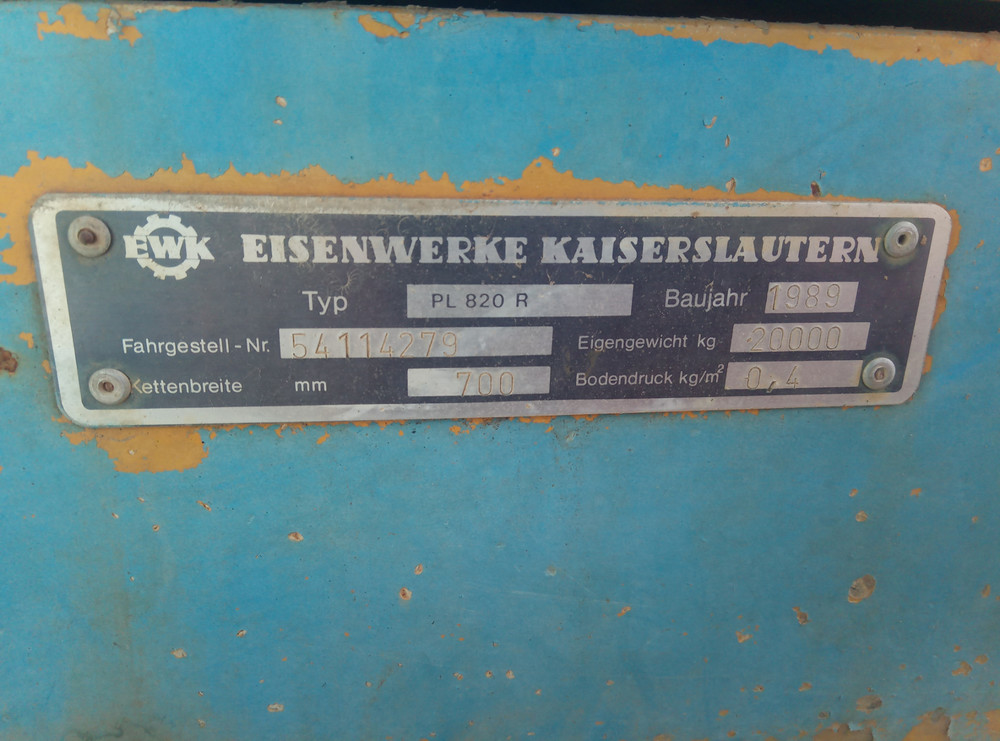 EWK EISENWERKE KAISERSLAUTERN
Typ PL 820 R Baujahr 1989
Fahrgestell-Nr. 54114279 Eigengewicht kg 20000
Kettenbreite mm 700 Bodendruck kg/m² 0,4